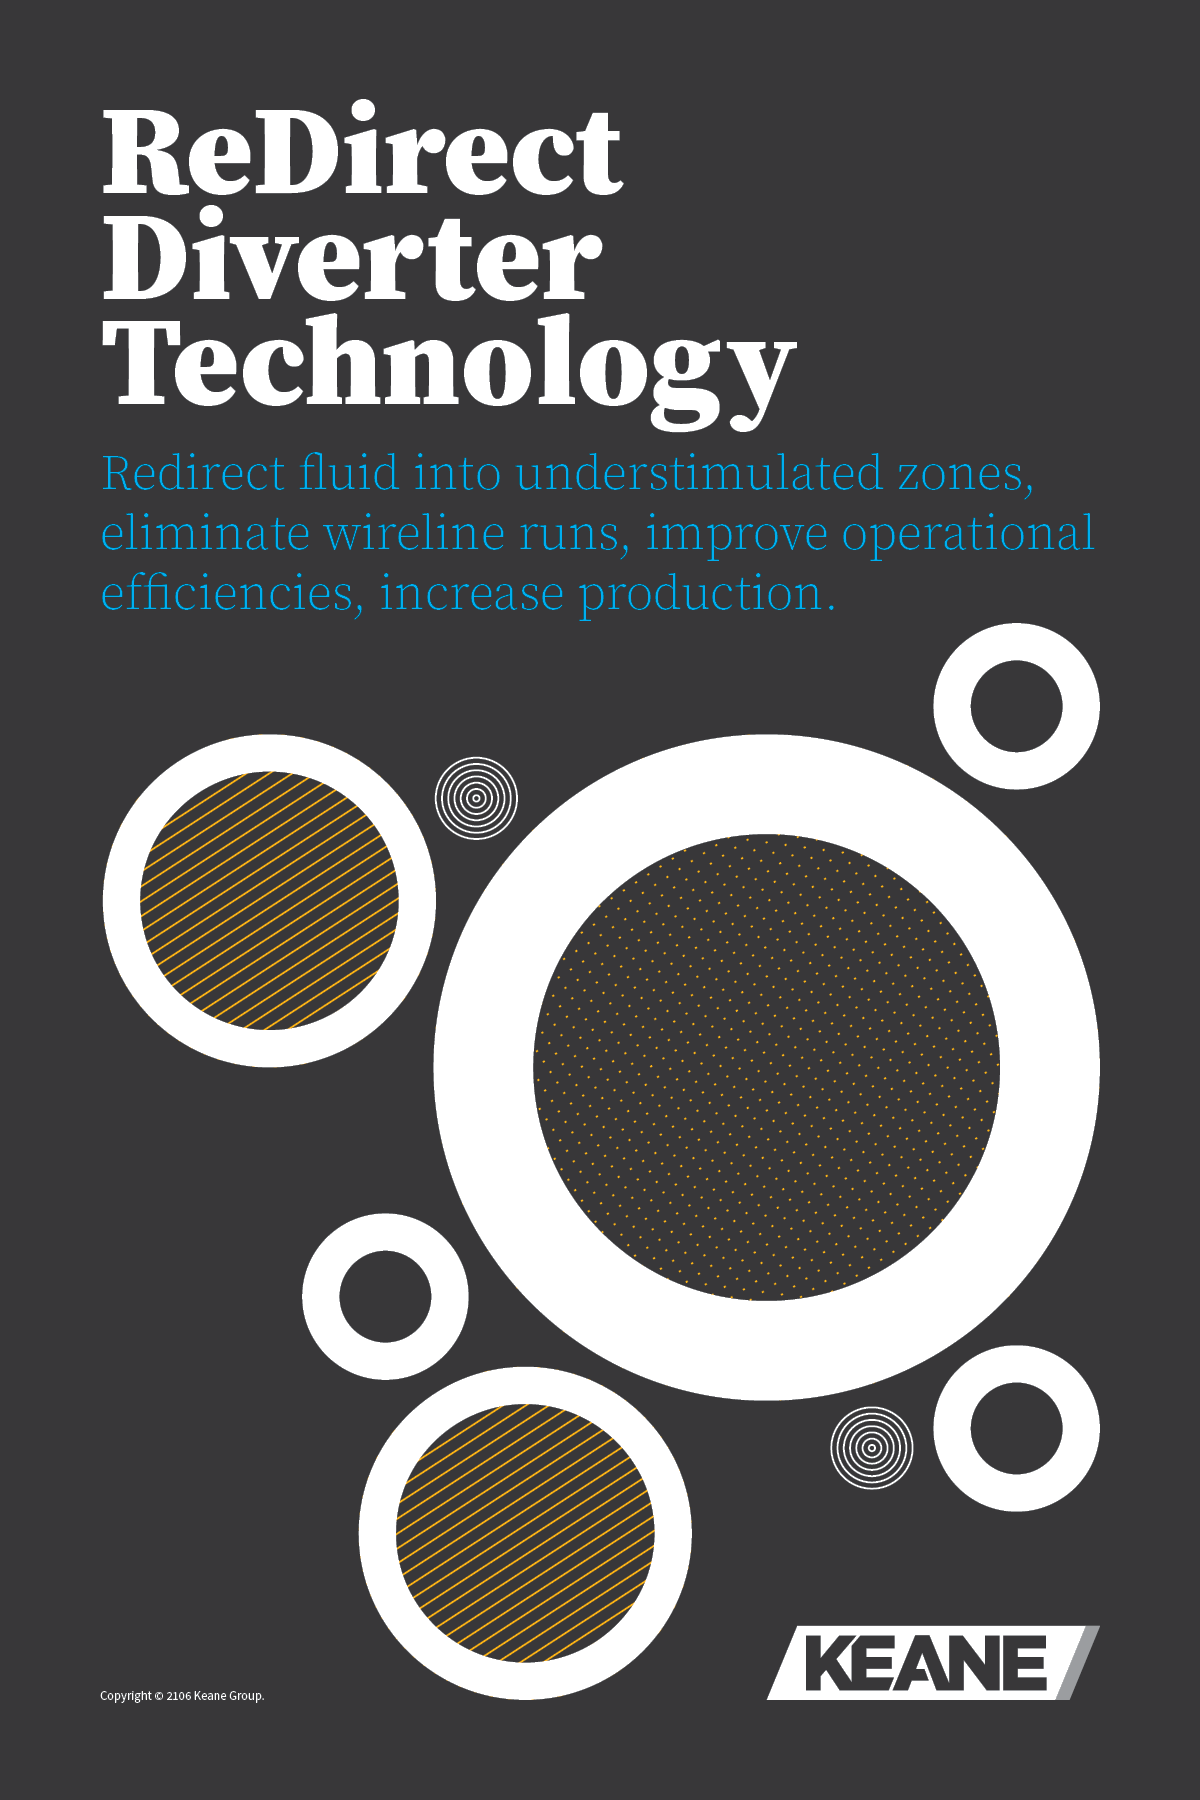 ReDirect
Diverter
Technology
Redirect fluid into understimulated zones,
eliminate wireline runs, improve operational
efficiencies, increase production.
KEANE
Copyright © 2106 Keane Group.